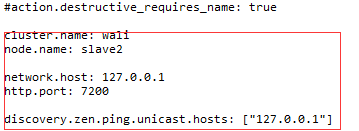 #action.destructive_requires_name: true
cluster.name: wali
node.name: slave2
network.host: 127.0.0.1
http.port: 7200
discovery.zen.ping.unicast.hosts: ["127.0.0.1"]